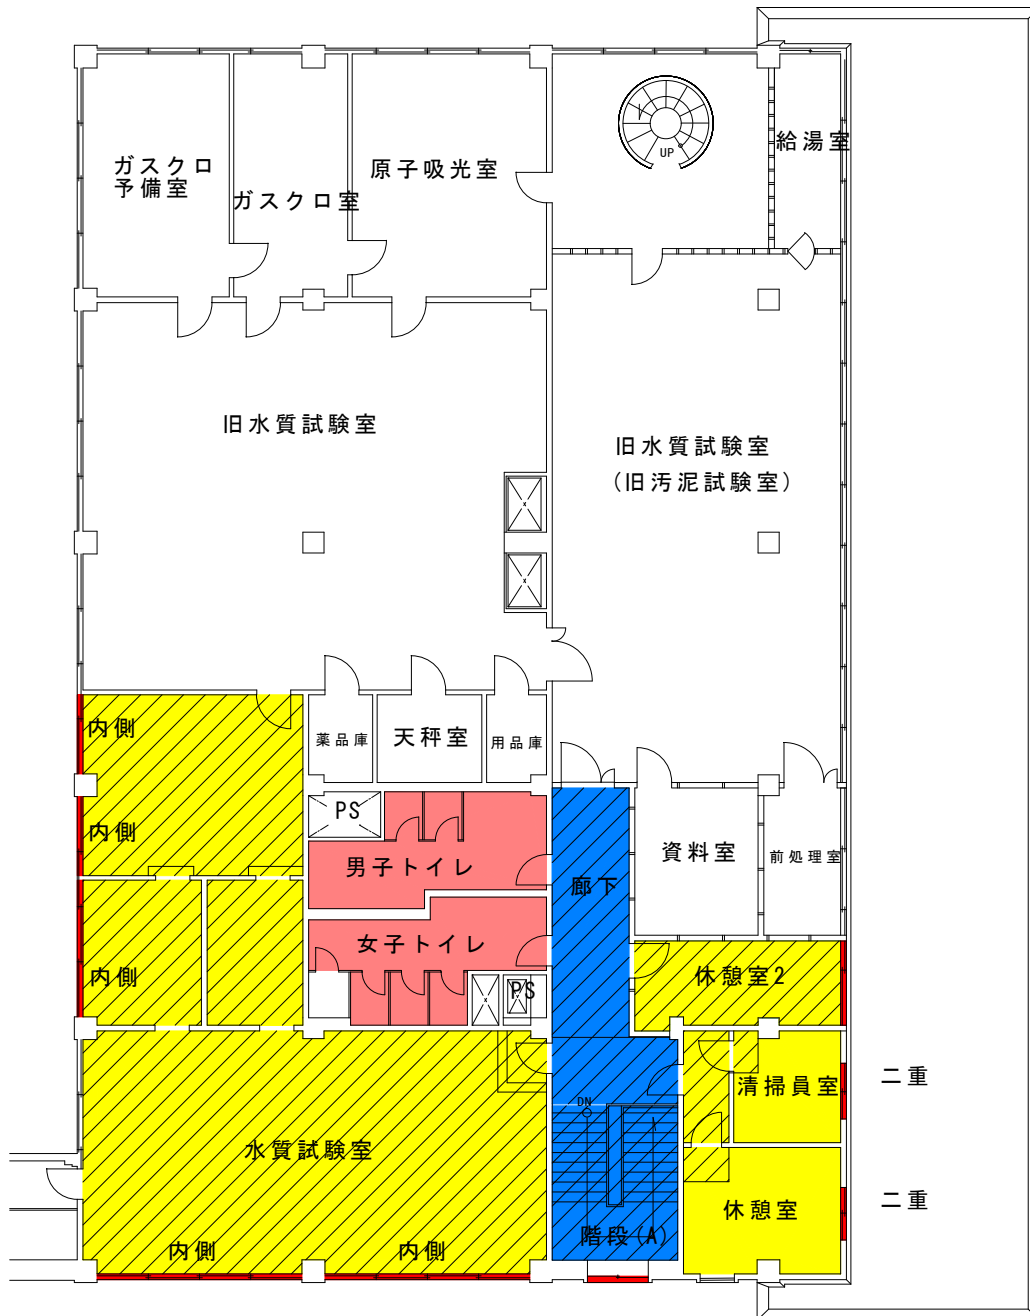 ガスクロ
予備室
ガスクロ室
原子吸光室
UP
給湯室
旧水質試験室
旧水質試験室
(旧汚泥試験室)
内側
薬品庫
天秤室
用品庫
PS
内側
男子トイレ
廊下
資料室
前処理室
女子トイレ
内側
PS
休憩室2
清掃員室
二重
DN
水質試験室
休憩室
二重
階段(A)
内側
内側